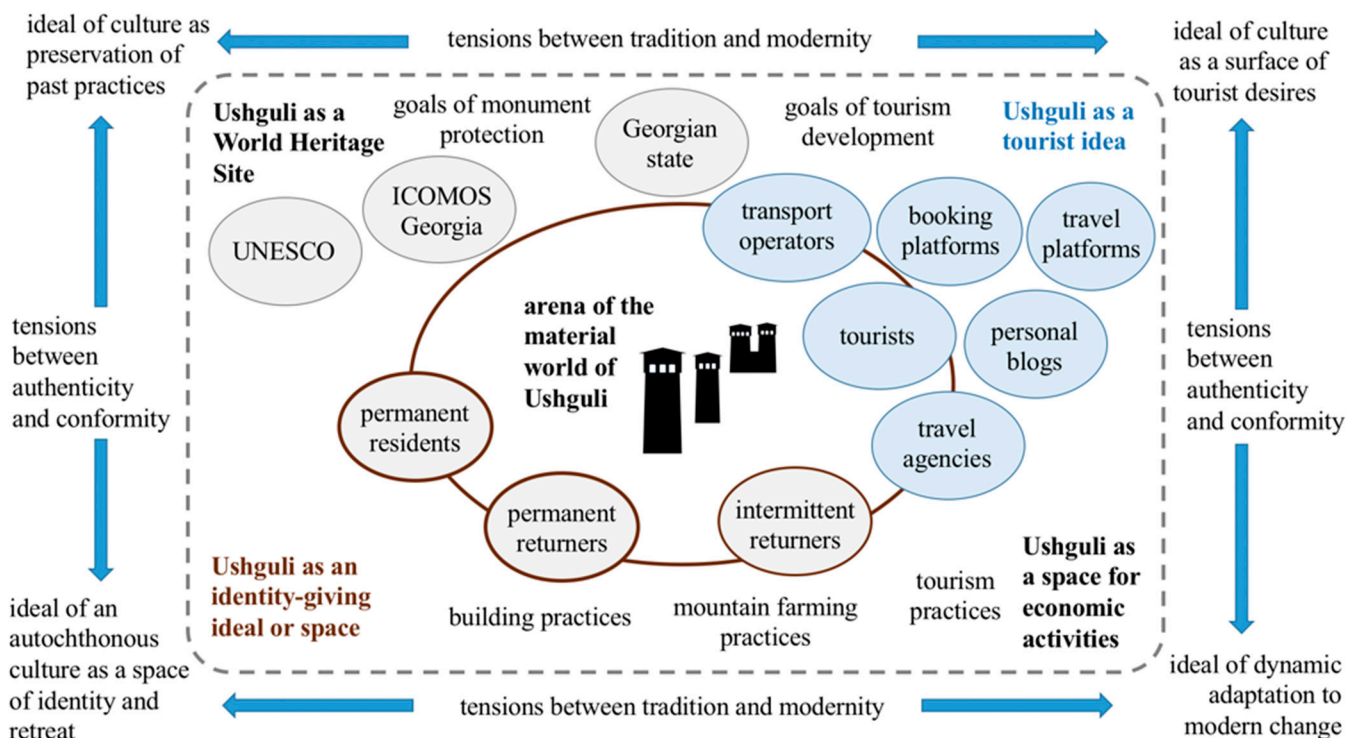 ideal of culture as
preservation of
past practices
tensions between tradition and modernity
ideal of culture
as a surface of
tourist desires
Ushguli as a
World Heritage
Site
goals of monument
protection
Georgian
state
goals of tourism
development
Ushguli as a
tourist idea
UNESCO
ICOMOS
Georgia
transport
operators
booking
platforms
travel
platforms
tensions
between
authenticity
and conformity
arena of the
material
world of
Ushguli
tourists
personal
blogs
tensions
between
authenticity
and conformity
permanent
residents
travel
agencies
permanent
returners
intermittent
returners
Ushguli as an
identity-giving
ideal or space
building practices
mountain farming
practices
tourism
practices
Ushguli as
a space for
economic
activities
ideal of an
autochthonous
culture as a space
of identity and
retreat
tensions between tradition and modernity
ideal of dynamic
adaptation to
modern change